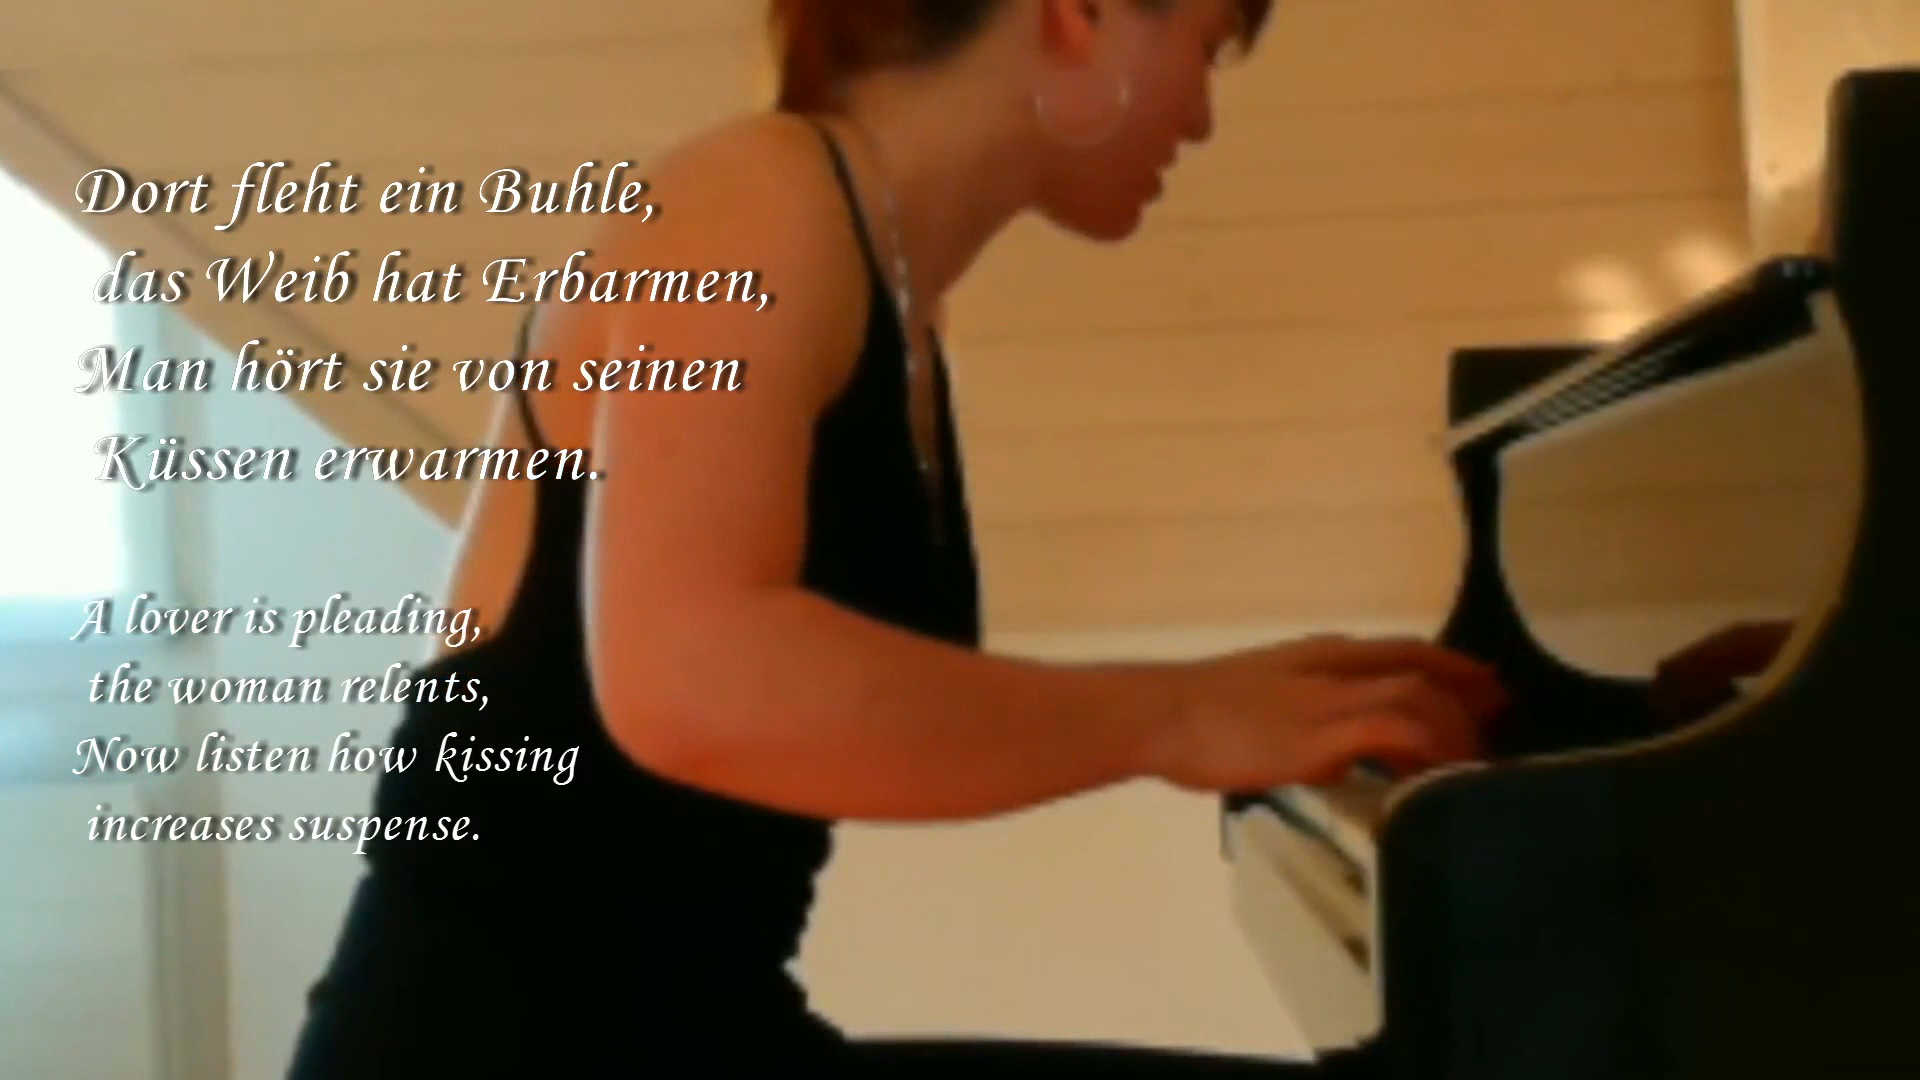 Dort fleht ein Buhle,
das Weib hat Erbarmen,
Man hört sie von seinen
Küssen erwarmen.
A lover is pleading,
the woman relents,
Now listen how kissing
increases suspense.